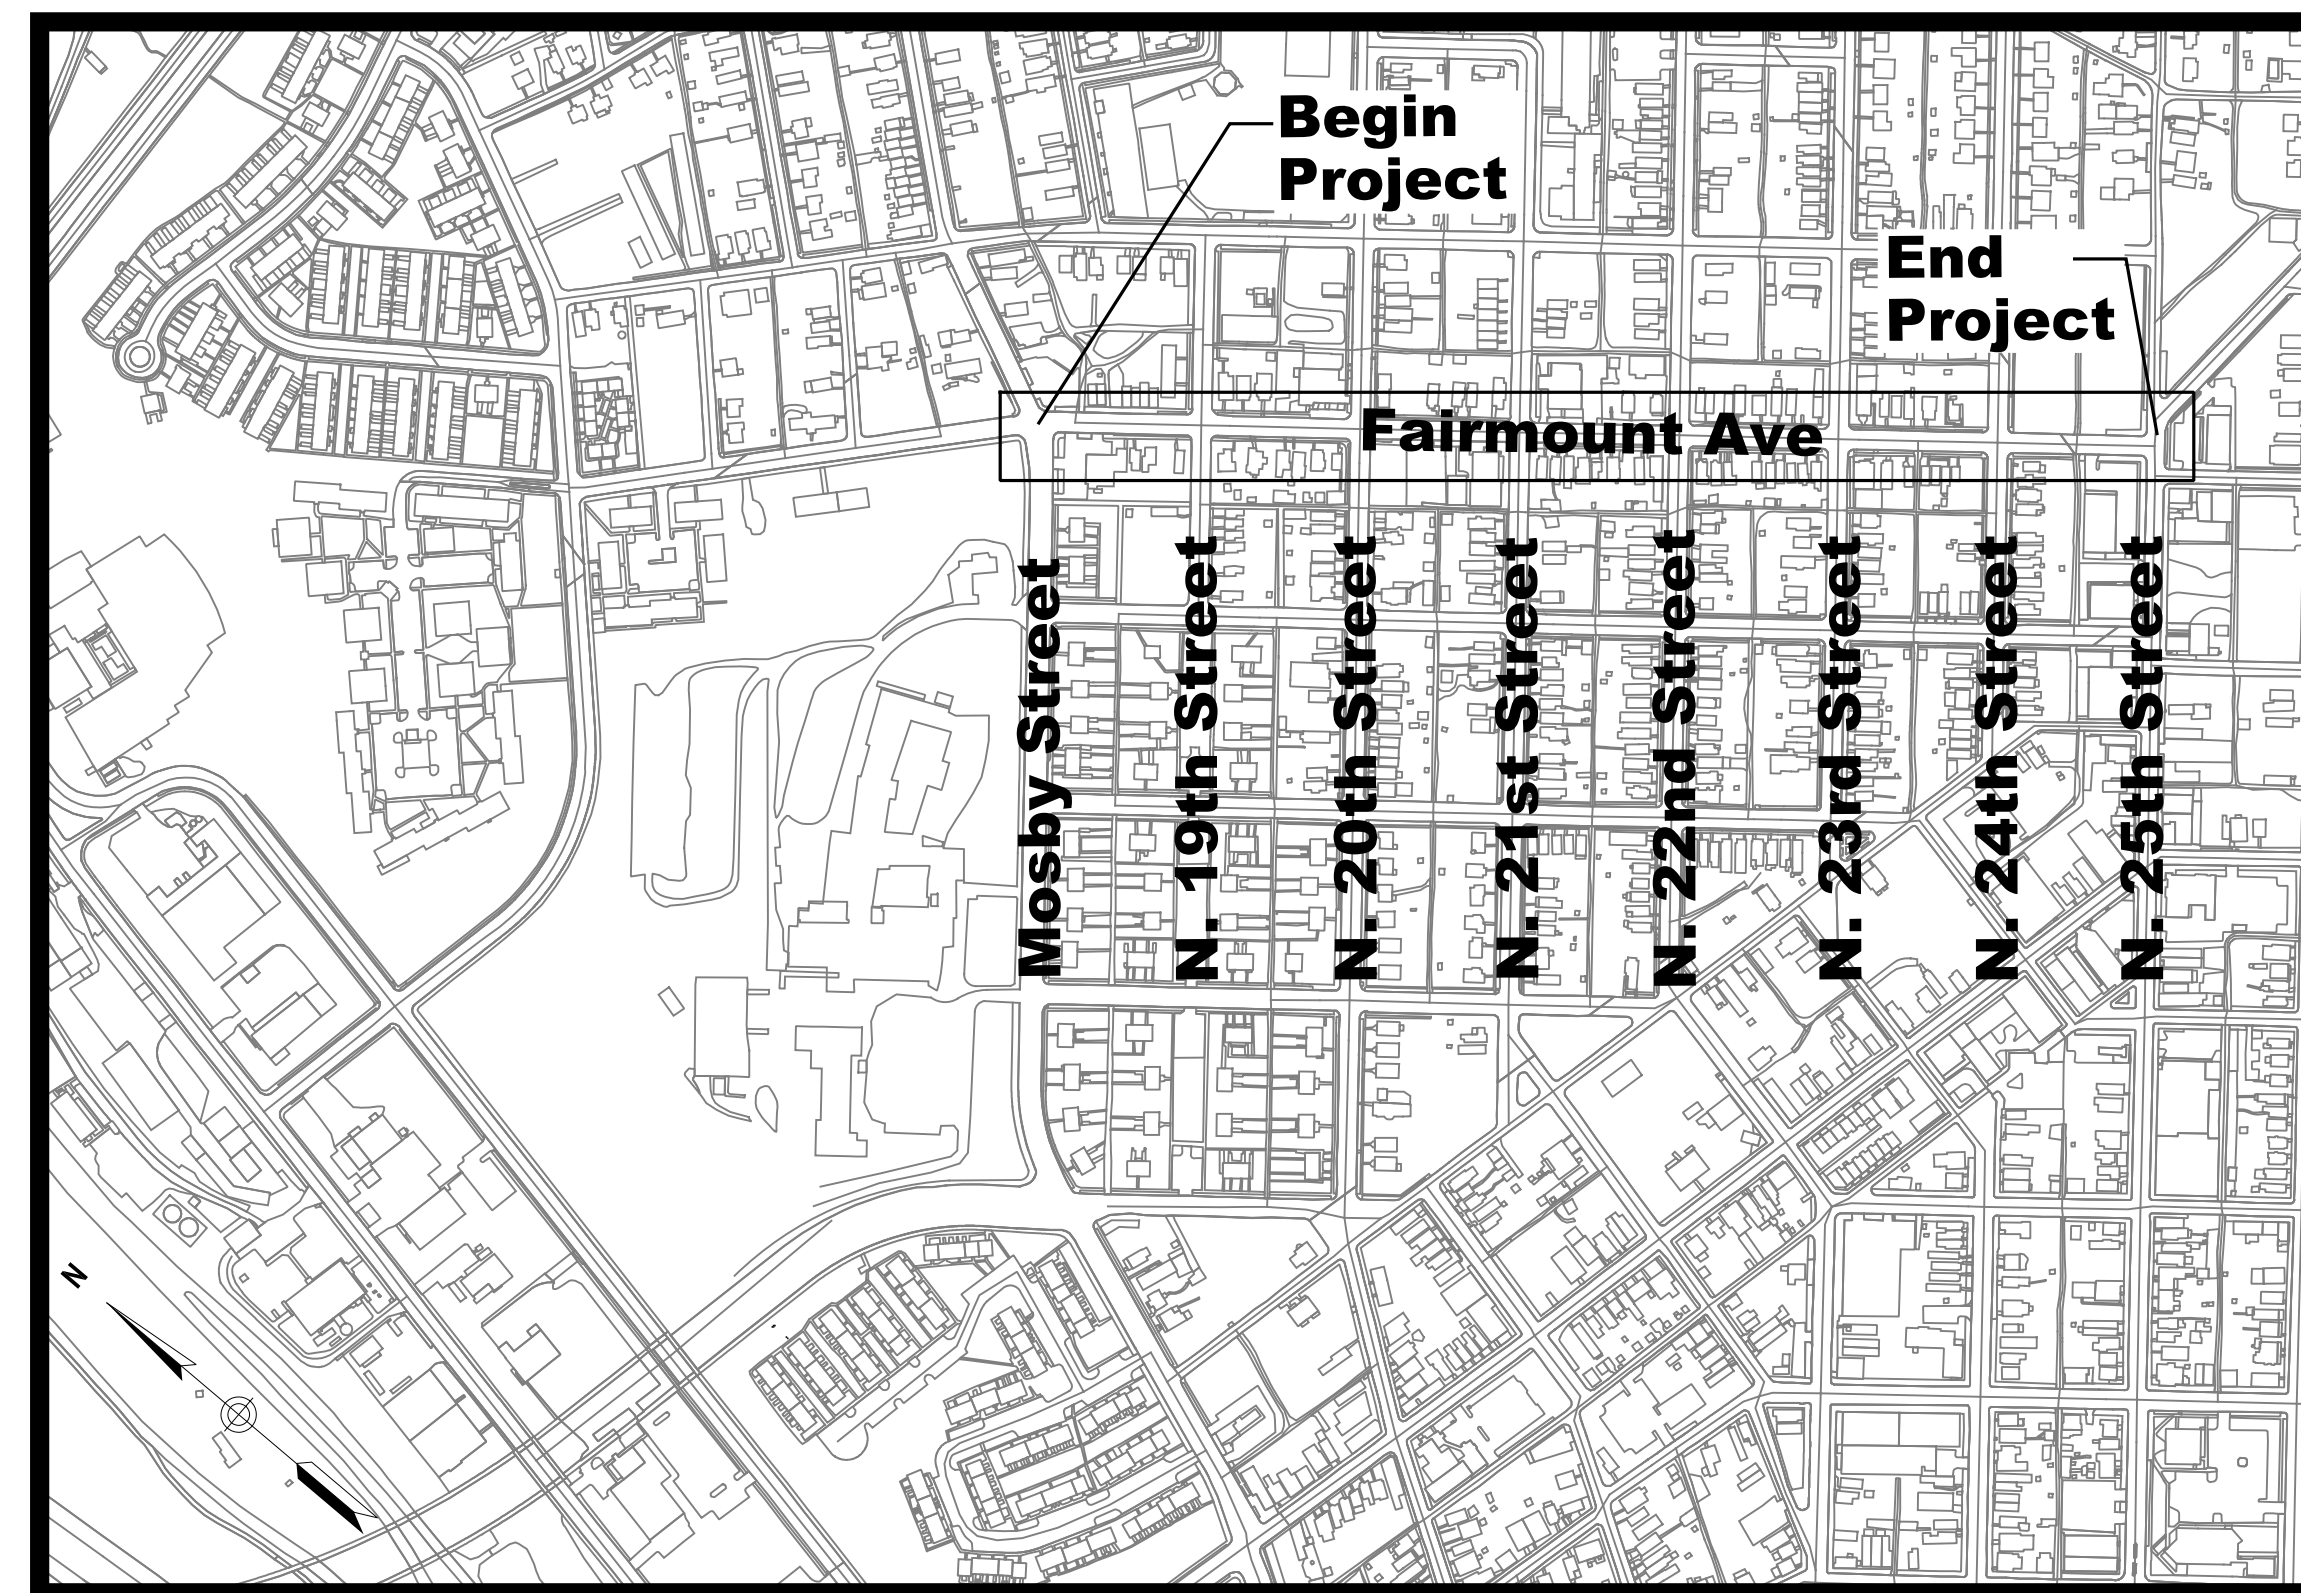 Begin
Project
End
Project
Fairmount Ave
Mosby Street
N. 19th Street
N. 20th Street
N. 21st Street
N. 22nd Street
N. 23rd Street
N. 24th Street
N. 25th Street
N